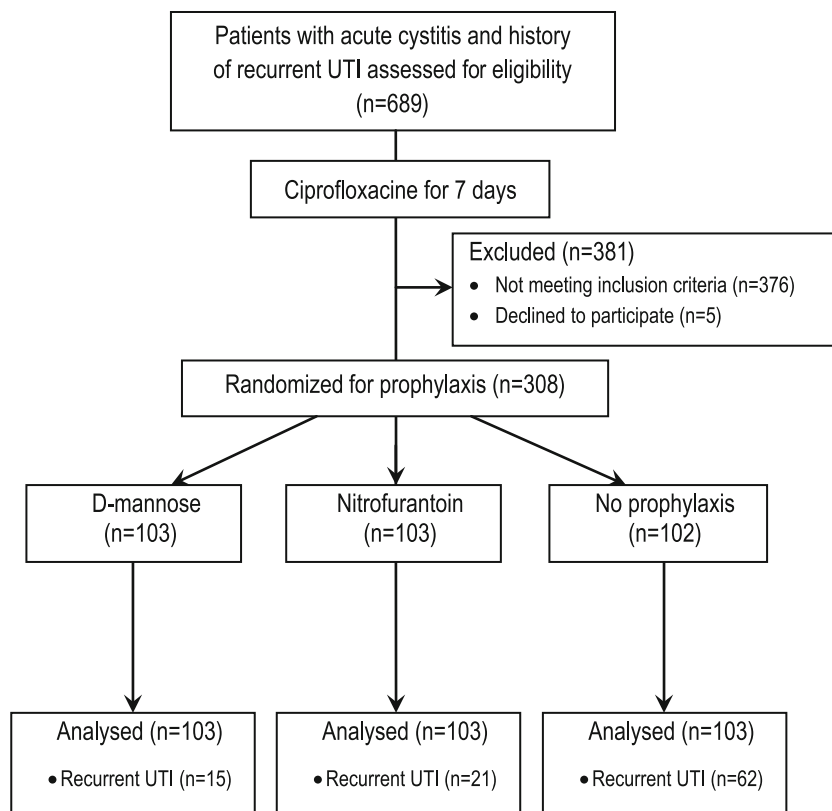 Patients with acute cystitis and history
of recurrent UTI assessed for eligibility
(n=689)
Ciprofloxacine for 7 days
Excluded (n=381)
• Not meeting inclusion criteria (n=376)
• Declined to participate (n=5)
Randomized for prophylaxis (n=308)
D-mannose
(n=103)
Nitrofurantoin
(n=103)
No prophylaxis
(n=102)
Analysed (n=103)
• Recurrent UTI (n=15)
Analysed (n=103)
• Recurrent UTI (n=21)
Analysed (n=103)
• Recurrent UTI (n=62)